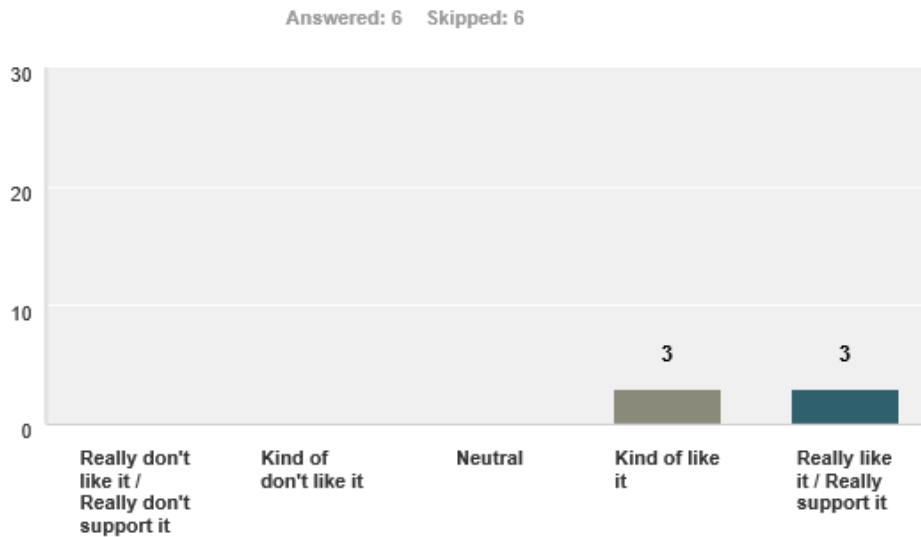 Answered: 6 Skipped: 6
30
20
10
0
3
3
Really don't
like it /
Really don't
support it
Kind of
don't like it
Neutral
Kind of like
it
Really like
it / Really
support it